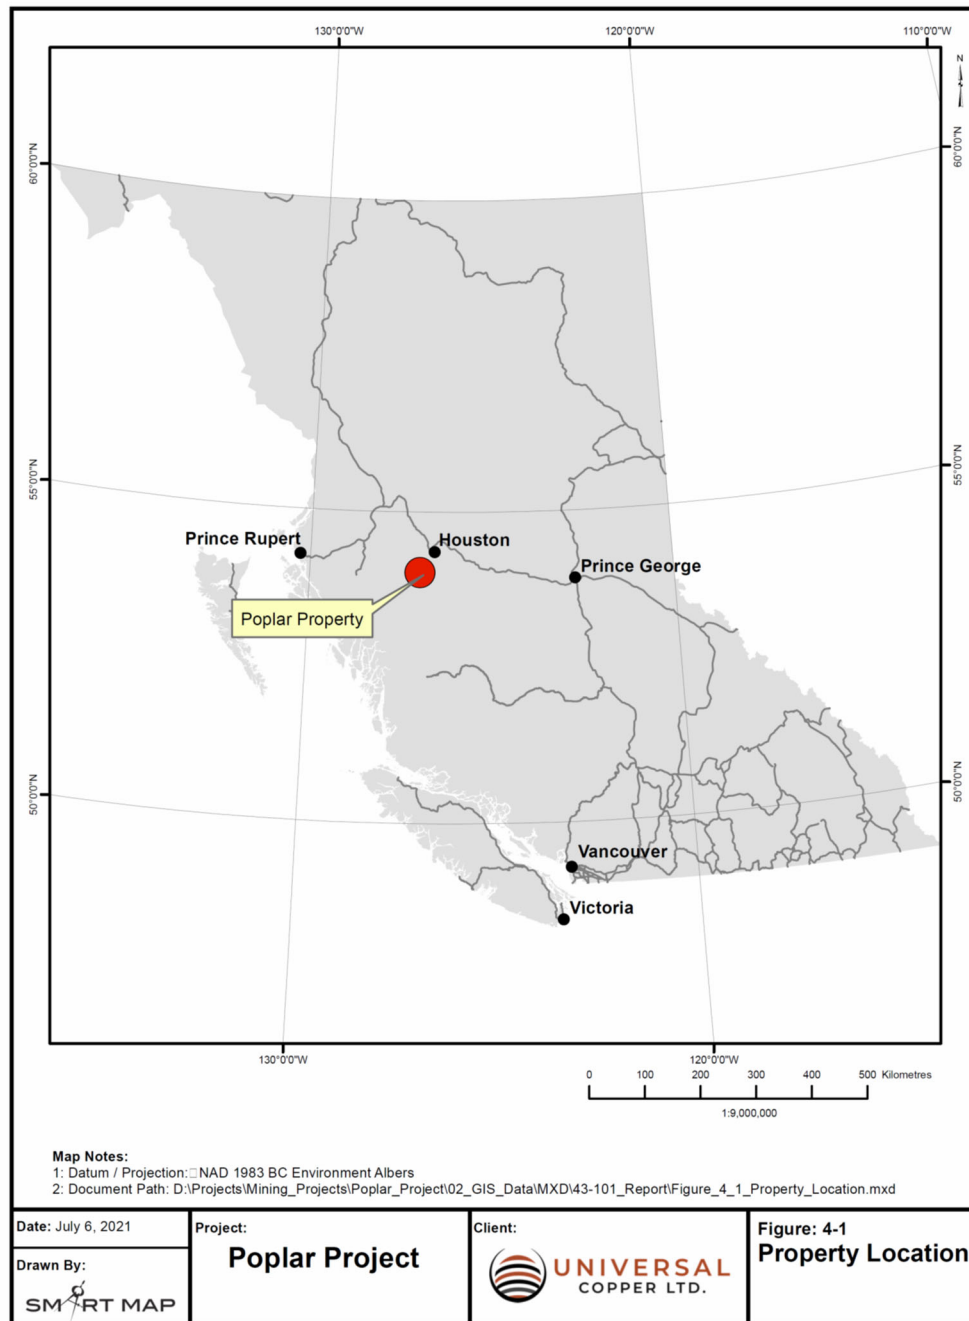 130°0'0"W
120°0'0"W
110°0'0"W
N
60°0'0"N
60°0'0"N
55°0'0"N
55°0'0"N
Prince Rupert
Houston
Prince George
Poplar Property
50°0'0"N
50°0'0"N
Vancouver
Victoria
130°0'0"W
120°0'0"W
0 100 200 300 400 500 Kilometres
1:9,000,000
Map Notes:
1: Datum / Projection:□NAD 1983 BC Environment Albers
2: Document Path: D:\Projects\Mining_Projects\Poplar_Project\02_GIS_Data\MXD\43-101_Report\Figure_4_1_Property_Location.mxd
Date: July 6, 2021
Drawn By:
SMART MAP
Project:
Poplar Project
Client:
UNIVERSAL
COPPER LTD.
Figure: 4-1
Property Location